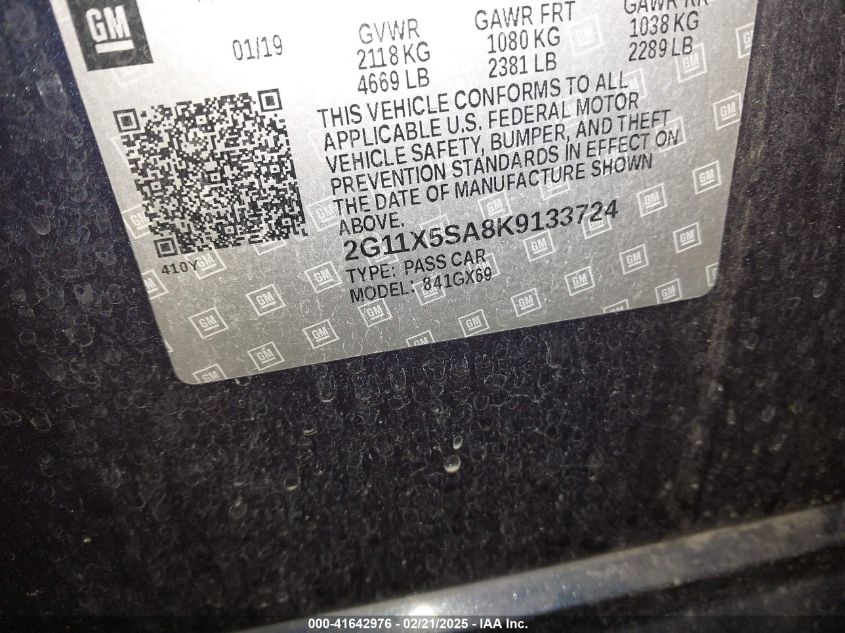 GM
01/19
GVWR
2118 KG
4669 LB
GAWR FRT
1080 KG
2381 LB
GAWR RR
1038 KG
2289 LB
THIS VEHICLE CONFORMS TO ALL
APPLICABLE U.S. FEDERAL MOTOR
VEHICLE SAFETY, BUMPER, AND THEFT
PREVENTION STANDARDS IN EFFECT ON
THE DATE OF MANUFACTURE SHOWN
ABOVE.
2G11X5SA8K9133724
TYPE: PASS CAR
MODEL: 841GX69
410Y
000-41642976 — 02/21/2025 — IAA Inc.